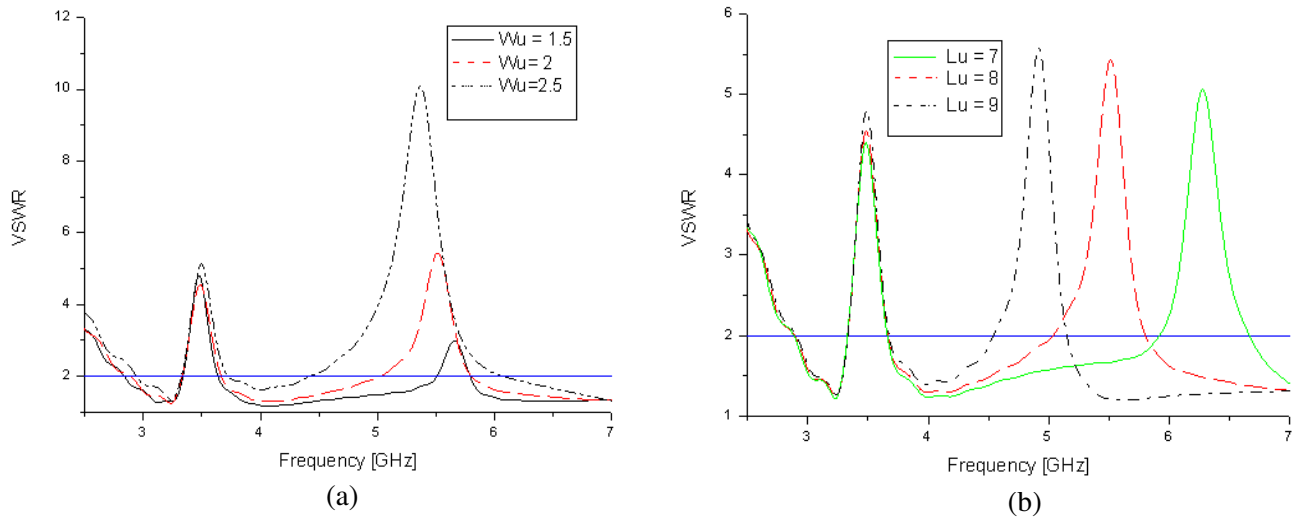 12
10
8
6
4
2
VSWR
Wu = 1.5
Wu = 2
Wu=2.5
3
4
5
6
7
Frequency [GHz]
(a)
6
5
4
3
2
1
VSWR
Lu = 7
Lu = 8
Lu = 9
3
4
5
6
7
Frequency [GHz]
(b)